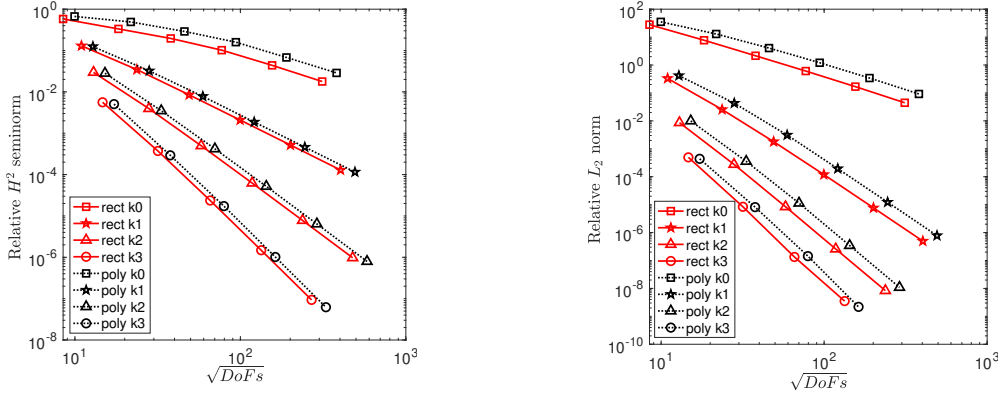 10^0
10^-2
10^-4
10^-6
10^-8
Relative H^2 seminorm
rect k0
rect k1
rect k2
rect k3
poly k0
poly k1
poly k2
poly k3
10^1
10^2
10^3
√DoFs
10^2
10^0
10^-2
10^-4
10^-6
10^-8
10^-10
Relative L_2 norm
rect k0
rect k1
rect k2
rect k3
poly k0
poly k1
poly k2
poly k3
10^1
10^2
10^3
√DoFs